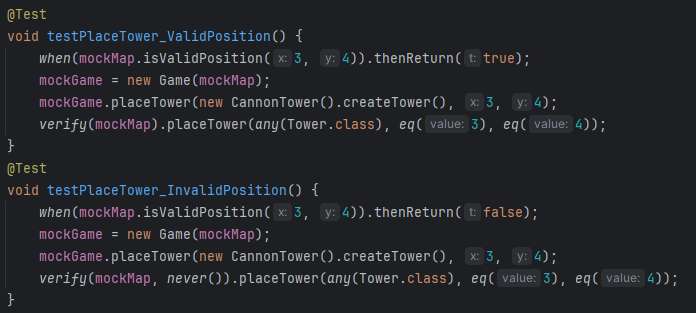 @Test
void testPlaceTower_ValidPosition() {
    when(mockMap.isValidPosition( x: 3,  y: 4)).thenReturn( t: true);
    mockGame = new Game(mockMap);
    mockGame.placeTower(new CannonTower().createTower(),  x: 3,  y: 4);
    verify(mockMap).placeTower(any(Tower.class), eq( value: 3), eq( value: 4));
}
@Test
void testPlaceTower_InvalidPosition() {
    when(mockMap.isValidPosition( x: 3,  y: 4)).thenReturn( t: false);
    mockGame = new Game(mockMap);
    mockGame.placeTower(new CannonTower().createTower(),  x: 3,  y: 4);
    verify(mockMap, never()).placeTower(any(Tower.class), eq( value: 3), eq( value: 4));
}